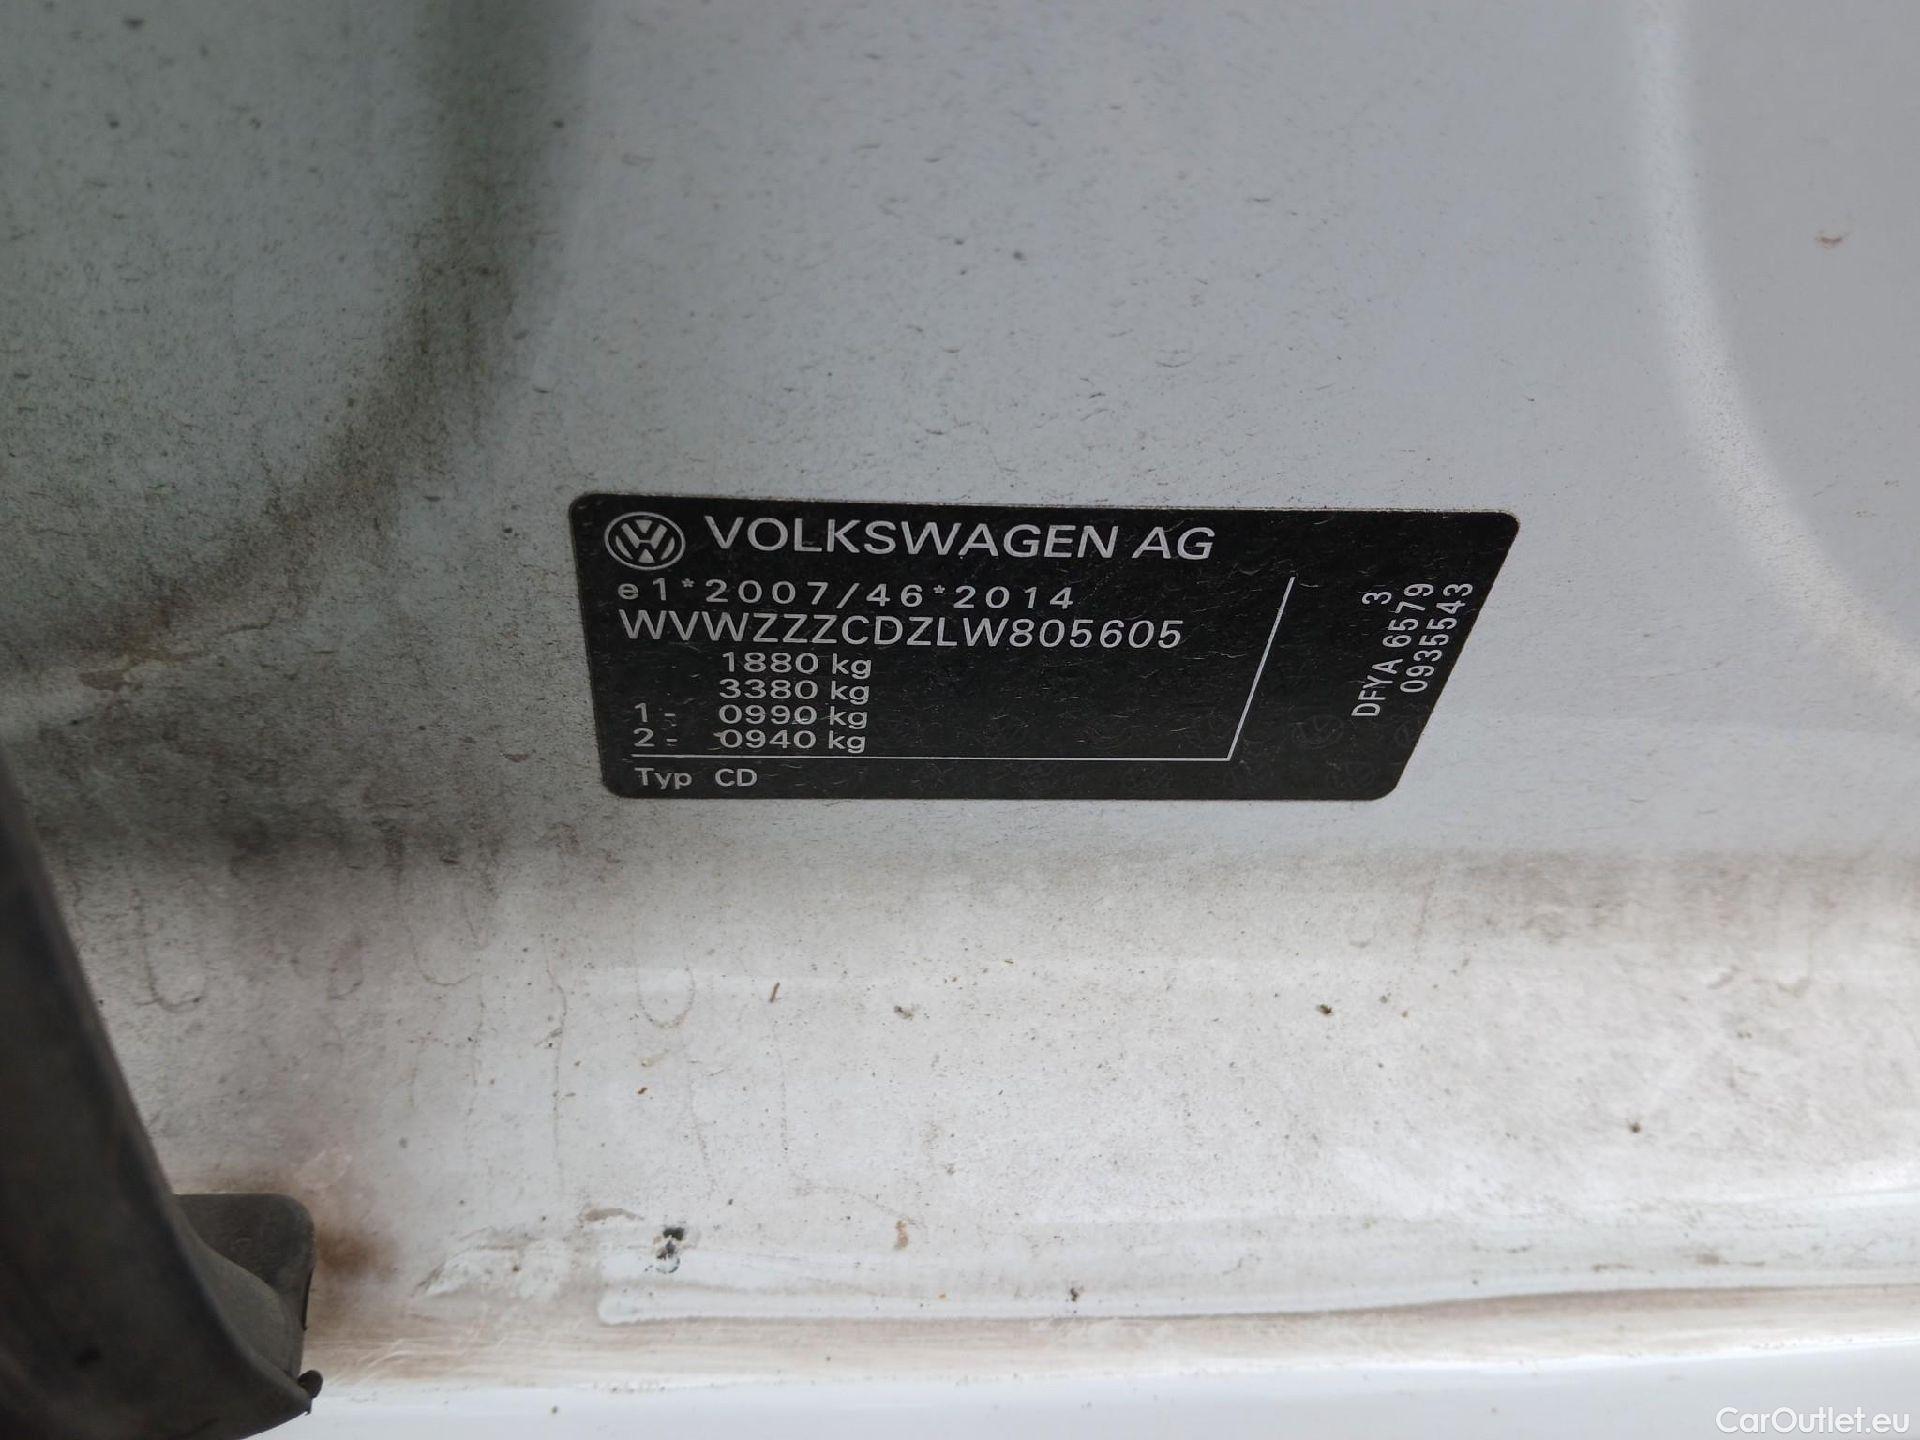 VOLKSWAGEN AG
e1*2007/46*2014
WVWZZZCDZLW805605
1880 kg
3380 kg
1- 0990 kg
2- 0940 kg
Typ CD
3
DFYA 6579
0935543
CarOutlet.eu